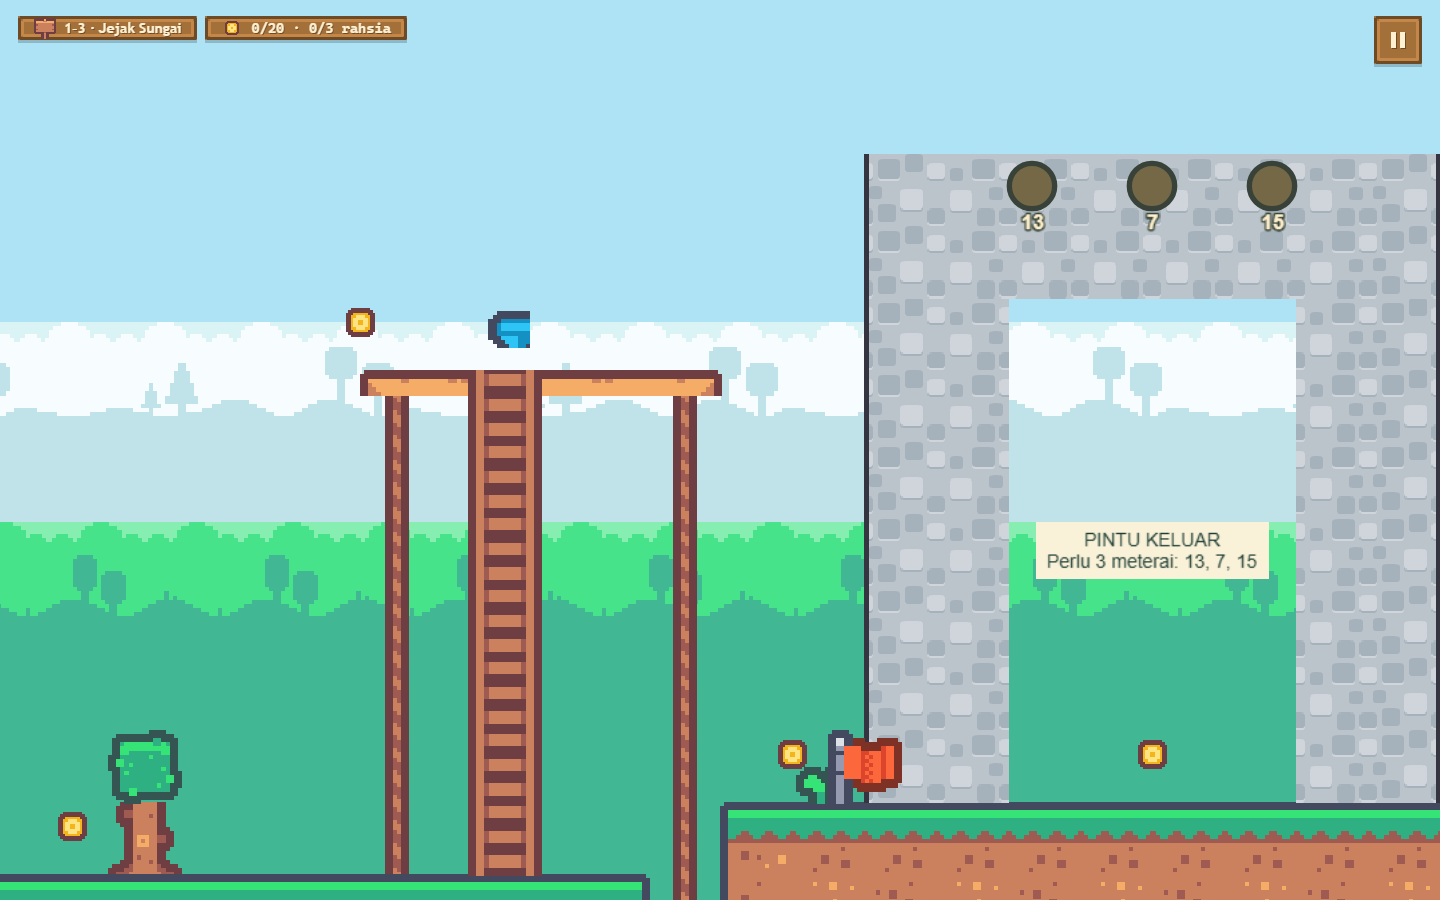 1-3 · Jejak Sungai
0/20 · 0/3 rahsia
13
7
15
PINTU KELUAR
Perlu 3 meterai: 13, 7, 15